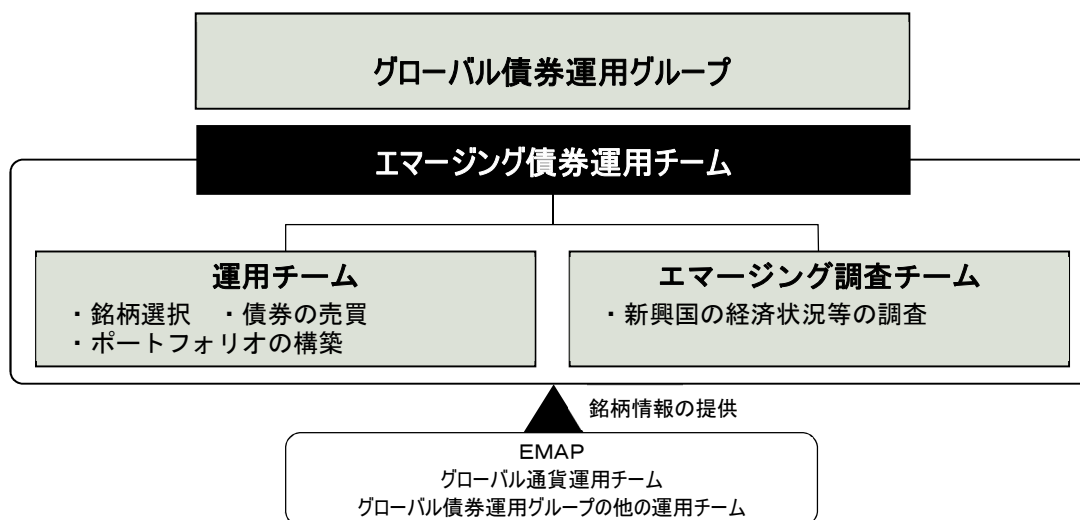 グローバル債券運用グループ
エマージング債券運用チーム
運用チーム
・銘柄選択　・債券の売買
・ポートフォリオの構築
エマージング調査チーム
・新興国の経済状況等の調査
銘柄情報の提供
EMAP
グローバル通貨運用チーム
グローバル債券運用グループの他の運用チーム